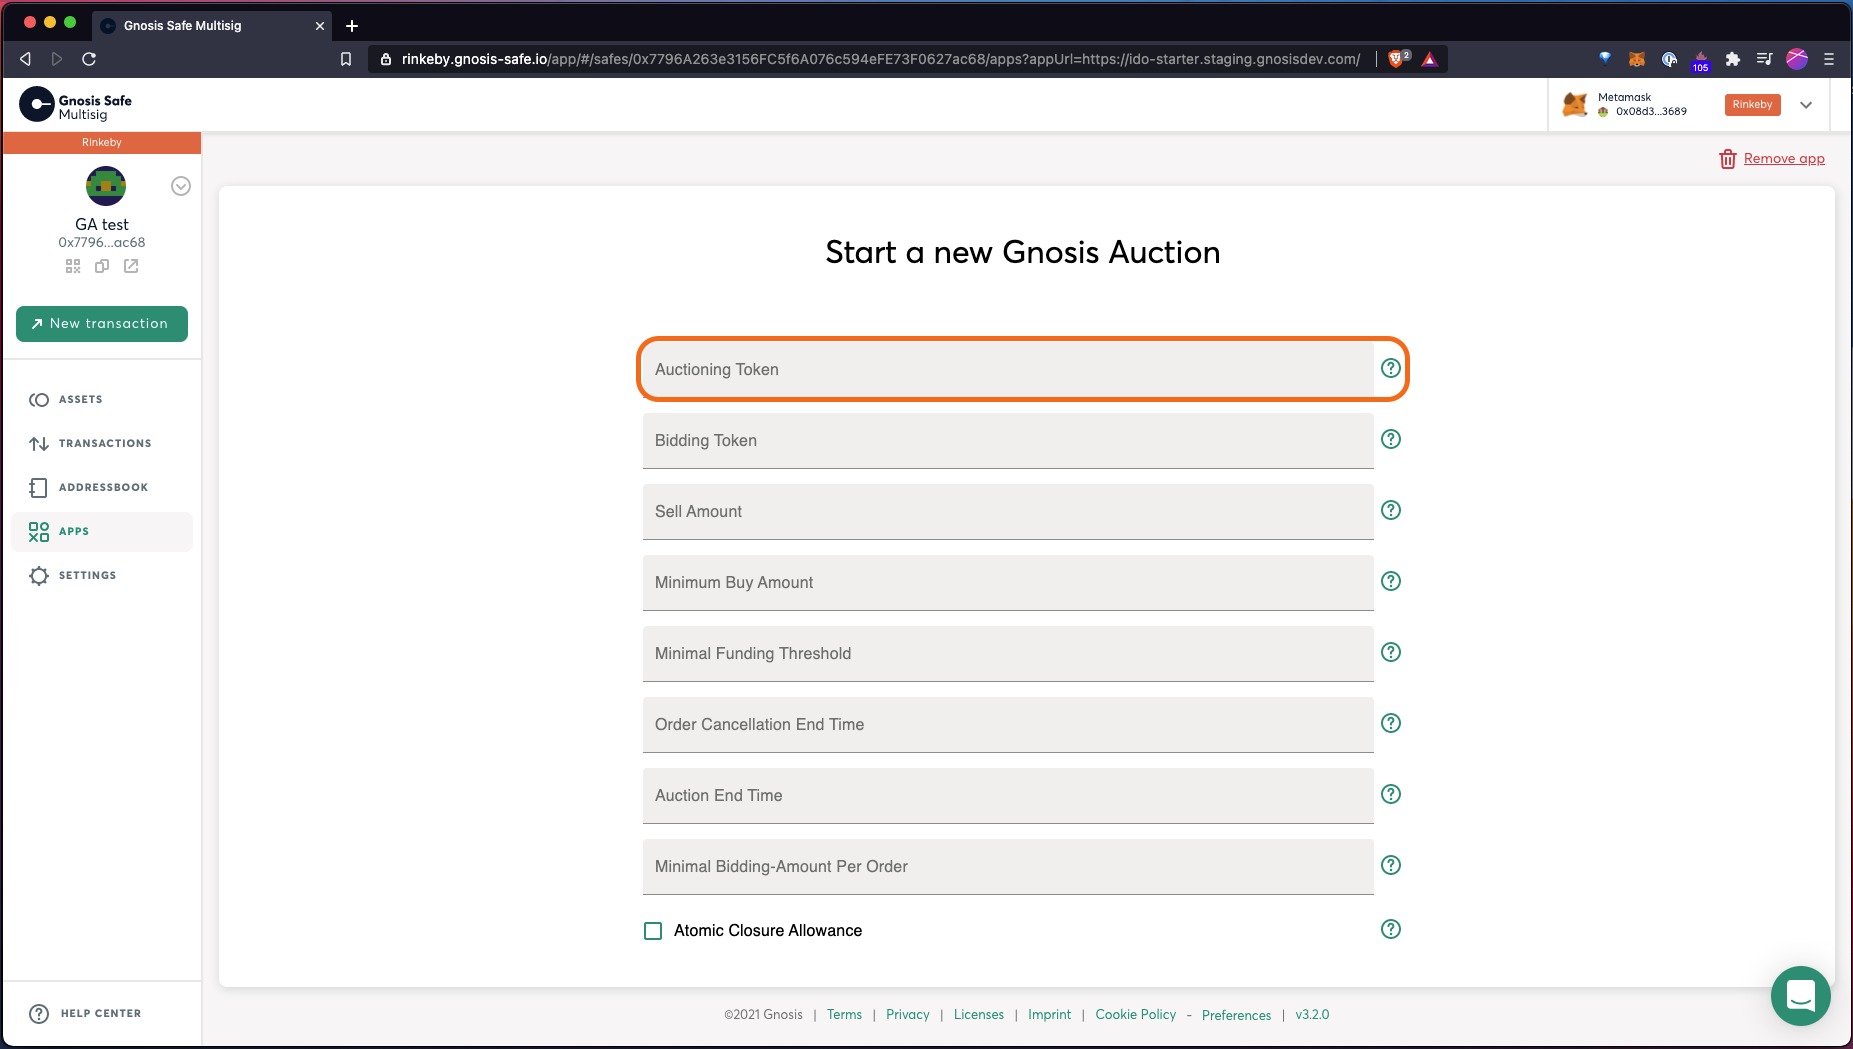 Gnosis Safe Multisig
rinkeby.gnosis-safe.io/app/#/safes/0x7796A263e3156FC5f6A076c594eFE73F0627ac68/apps?appUrl=https://ido-starter.staging.gnosisdev.com/
2
105
Gnosis Safe
Multisig
Metamask
0x08d3...3689
Rinkeby
Rinkeby
Remove app
GA test
0x7796...ac68
New transaction
ASSETS
TRANSACTIONS
ADDRESSBOOK
APPS
SETTINGS
HELP CENTER
Start a new Gnosis Auction
Auctioning Token
Bidding Token
Sell Amount
Minimum Buy Amount
Minimal Funding Threshold
Order Cancellation End Time
Auction End Time
Minimal Bidding-Amount Per Order
Atomic Closure Allowance
©2021 Gnosis | Terms | Privacy | Licenses | Imprint | Cookie Policy - Preferences | v3.2.0